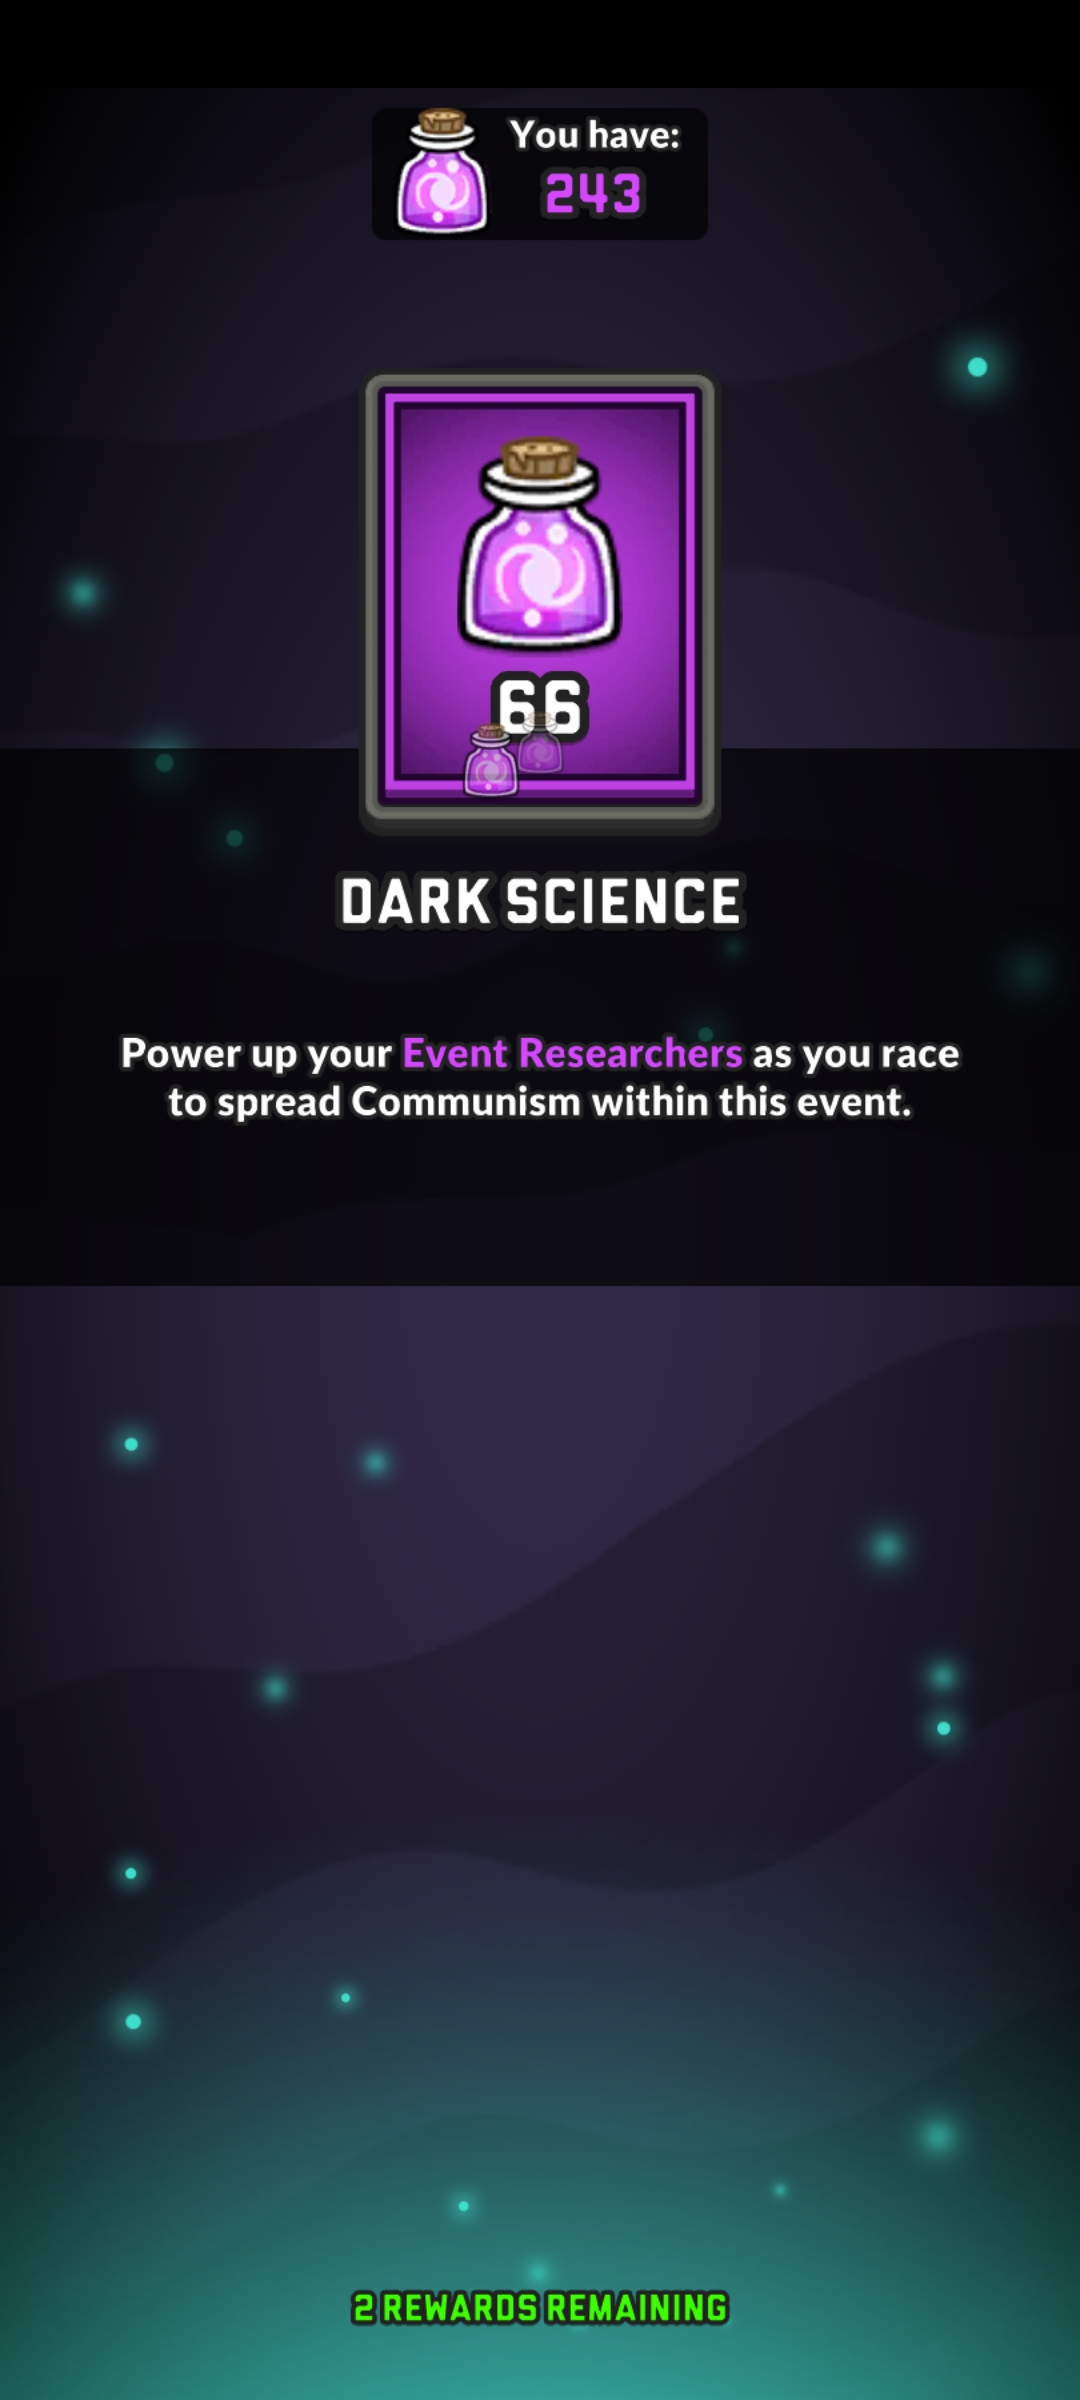 You have:
243
66
DARK SCIENCE
Power up your Event Researchers as you race
to spread Communism within this event.
2 REWARDS REMAINING